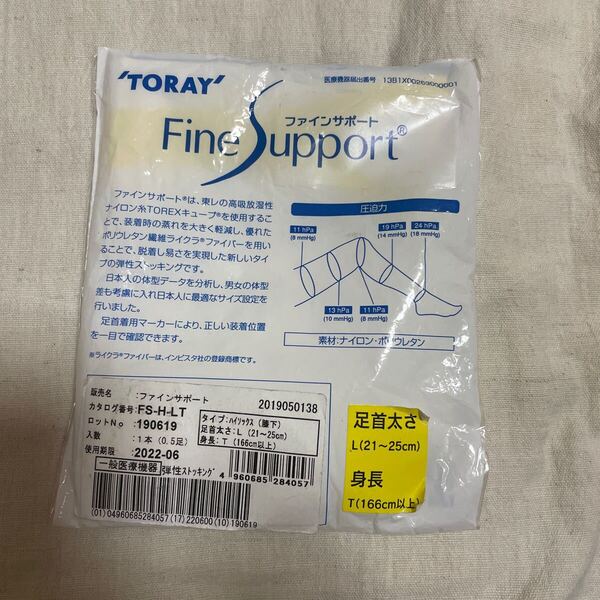 'TORAY'
医療機器届出番号 13B1X00269000001
ファインサポート
Fine Support®
ファインサポート®は、東レの高吸放湿性
ナイロン糸TOREXキューブ®を使用するこ
とで、装着時の蒸れを大きく軽減し、優れた
ポリウレタン繊維ライクラ®ファイバーを用い
ることで、脱着し易さを実現した新しいタイ
プの弾性ストッキングです。
日本人の体型データを分析し、男女の体型
差も考慮に入れ日本人に最適なサイズ設定を
行いました。
足首着用マーカーにより、正しい装着位置
を一目で確認できます。
※ライクラ®ファイバーは、インビスタ社の登録商標です。
圧迫力
11 hPa
(8 mmHg)
19 hPa
(14 mmHg)
24 hPa
(18 mmHg)
13 hPa
(10 mmHg)
11 hPa
(8 mmHg)
素材:ナイロン・ポリウレタン
販売名 :ファインサポート
2019050138
カタログ番号:FS-H-LT
ロットNo :190619
入数 :1本(0.5足)
使用期限 :2022-06
タイプ:ハイソックス(膝下)
足首太さ:L(21~25cm)
身長:T(166cm以上)
一般医療機器 弾性ストッキング
4 960685 284057
(01)04960685284057(17)220600(10)190619
足首太さ
L(21~25cm)
身長
T(166cm以上)